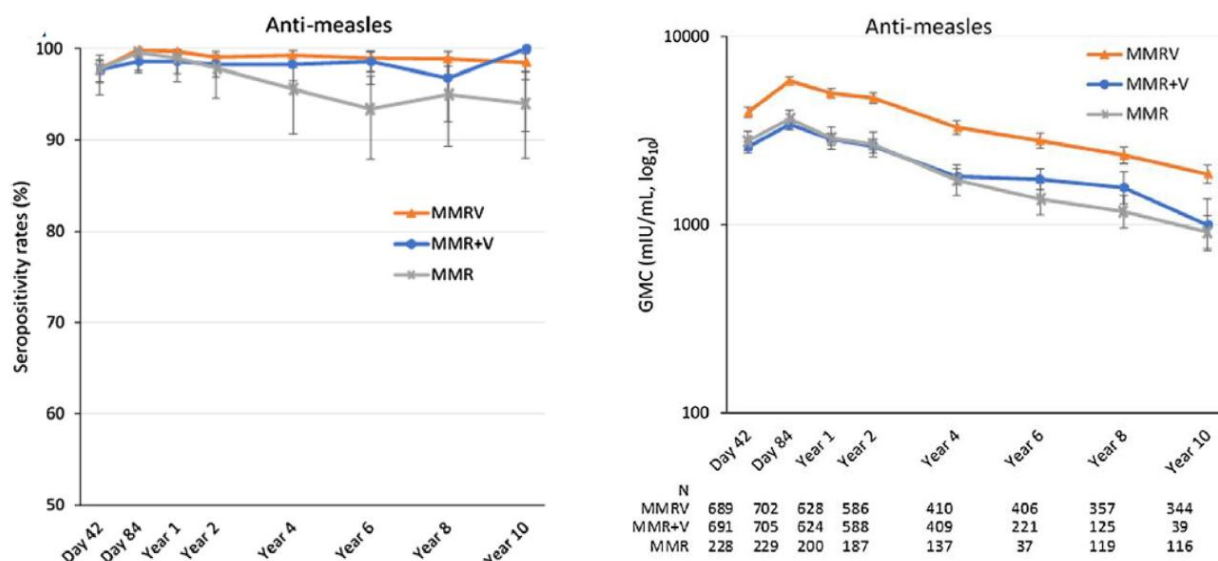 Anti-measles
100
90
80
70
60
50
Seropositivity rates (%)
MMRV
MMR+V
MMR
Day 42
Day 84
Year 1
Year 2
Year 4
Year 6
Year 8
Year 10
Anti-measles
10000
1000
100
GMC (mIU/mL, log10)
MMRV
MMR+V
MMR
Day 42
Day 84
Year 1
Year 2
Year 4
Year 6
Year 8
Year 10
N
MMRV 689 702 628 586 410 406 357 344
MMR+V 691 705 624 588 409 221 125 39
MMR 228 229 200 187 137 37 119 116